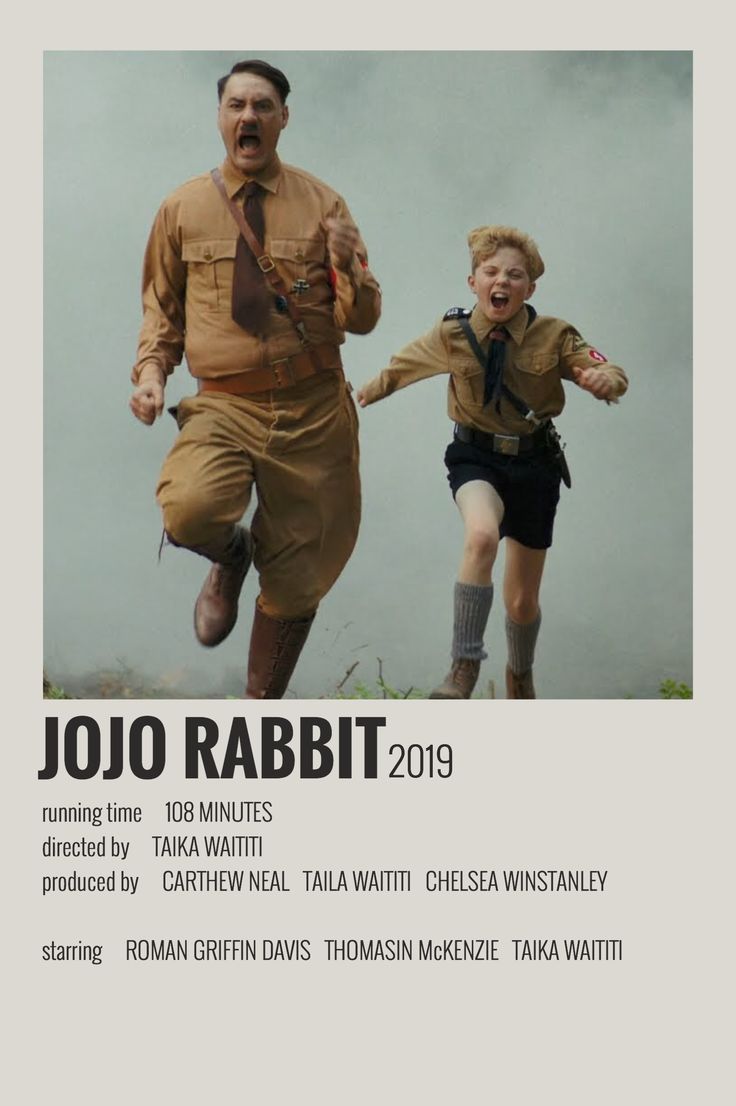 JOJO RABBIT 2019
running time 108 MINUTES
directed by TAIKA WAITITI
produced by CARTHEW NEAL TAILA WAITITI CHELSEA WINSTANLEY
starring ROMAN GRIFFIN DAVIS THOMASIN McKENZIE TAIKA WAITITI